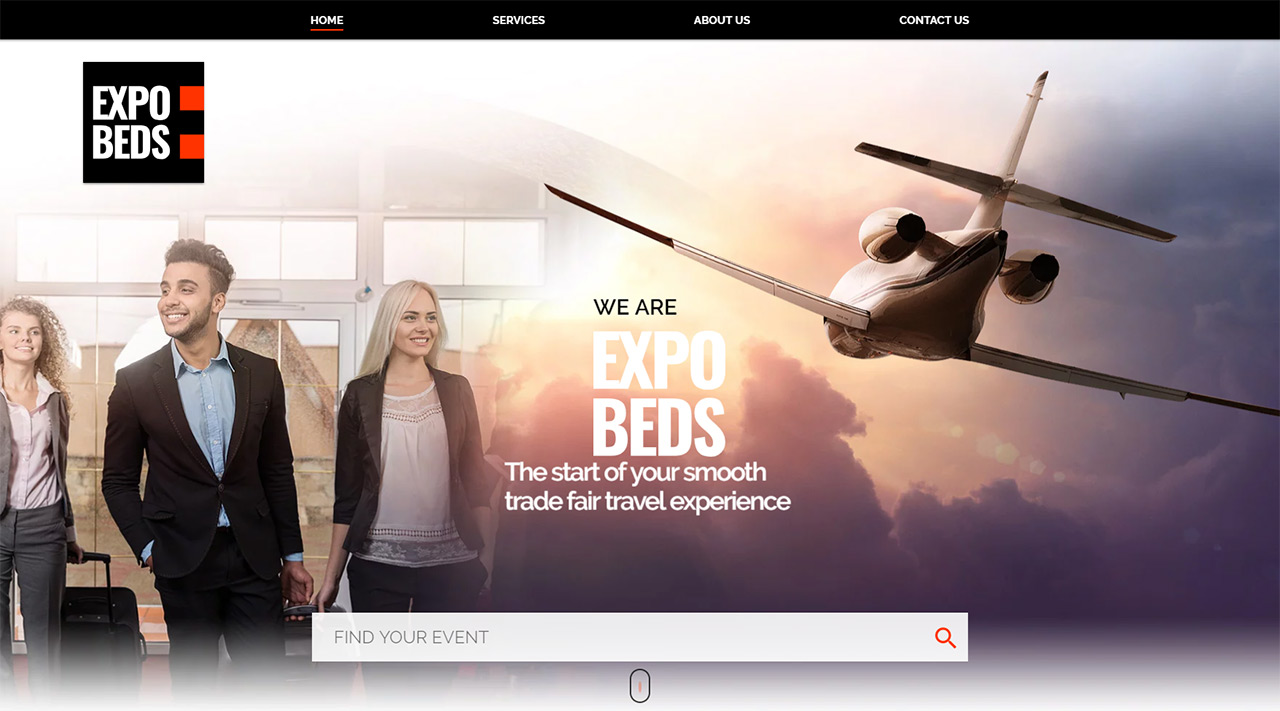 HOME SERVICES ABOUT US CONTACT US
EXPO
BEDS
WE ARE
EXPO
BEDS
The start of your smooth
trade fair travel experience
FIND YOUR EVENT